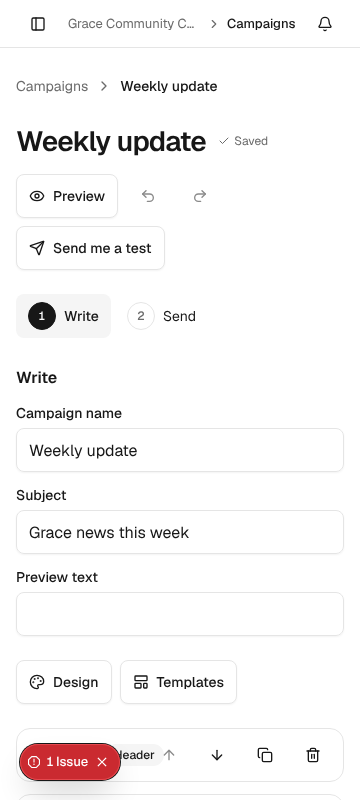 Grace Community C... > Campaigns
Campaigns > Weekly update
Weekly update Saved
Preview
Send me a test
1 Write 2 Send
Write
Campaign name
Weekly update
Subject
Grace news this week
Preview text
Design Templates
1 Issue Header